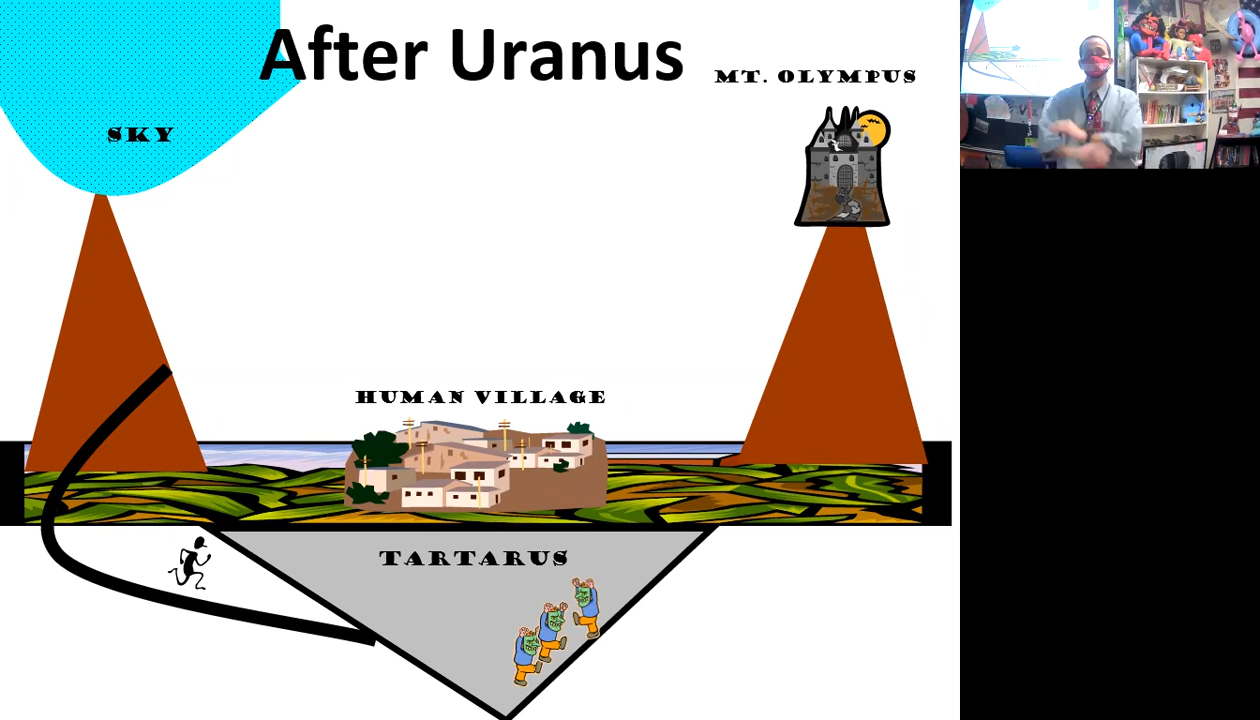 After Uranus
MT. OLYMPUS
SKY
HUMAN VILLAGE
TARTARUS